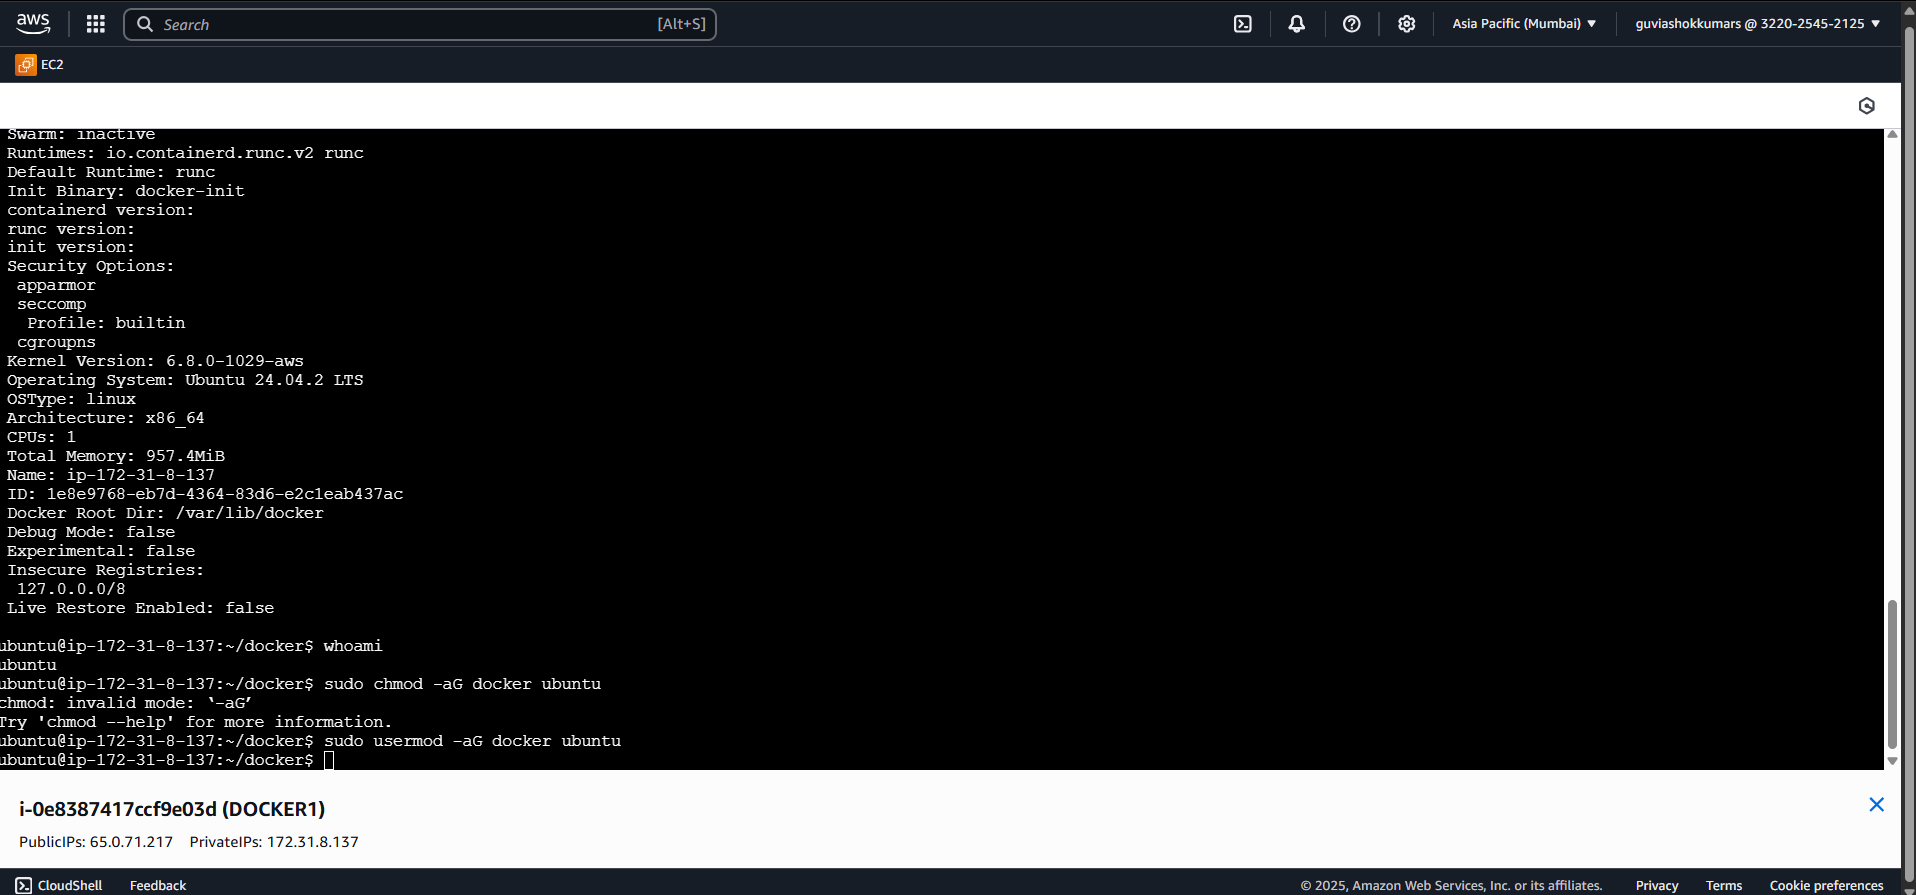 aws
Search [Alt+S]
Asia Pacific (Mumbai) ▼
guviashokkumars @ 3220-2545-2125 ▼
EC2
Swarm: inactive
Runtimes: io.containerd.runc.v2 runc
Default Runtime: runc
Init Binary: docker-init
containerd version:
runc version:
init version:
Security Options:
 apparmor
 seccomp
  Profile: builtin
 cgroupns
Kernel Version: 6.8.0-1029-aws
Operating System: Ubuntu 24.04.2 LTS
OSType: linux
Architecture: x86_64
CPUs: 1
Total Memory: 957.4MiB
Name: ip-172-31-8-137
ID: 1e8e9768-eb7d-4364-83d6-e2c1eab437ac
Docker Root Dir: /var/lib/docker
Debug Mode: false
Experimental: false
Insecure Registries:
 127.0.0.0/8
Live Restore Enabled: false
ubuntu@ip-172-31-8-137:~/docker$ whoami
ubuntu
ubuntu@ip-172-31-8-137:~/docker$ sudo chmod -aG docker ubuntu
chmod: invalid mode: ‘-aG’
Try 'chmod --help' for more information.
ubuntu@ip-172-31-8-137:~/docker$ sudo usermod -aG docker ubuntu
ubuntu@ip-172-31-8-137:~/docker$
i-0e8387417ccf9e03d (DOCKER1)
PublicIPs: 65.0.71.217 PrivateIPs: 172.31.8.137
CloudShell Feedback © 2025, Amazon Web Services, Inc. or its affiliates. Privacy Terms Cookie preferences